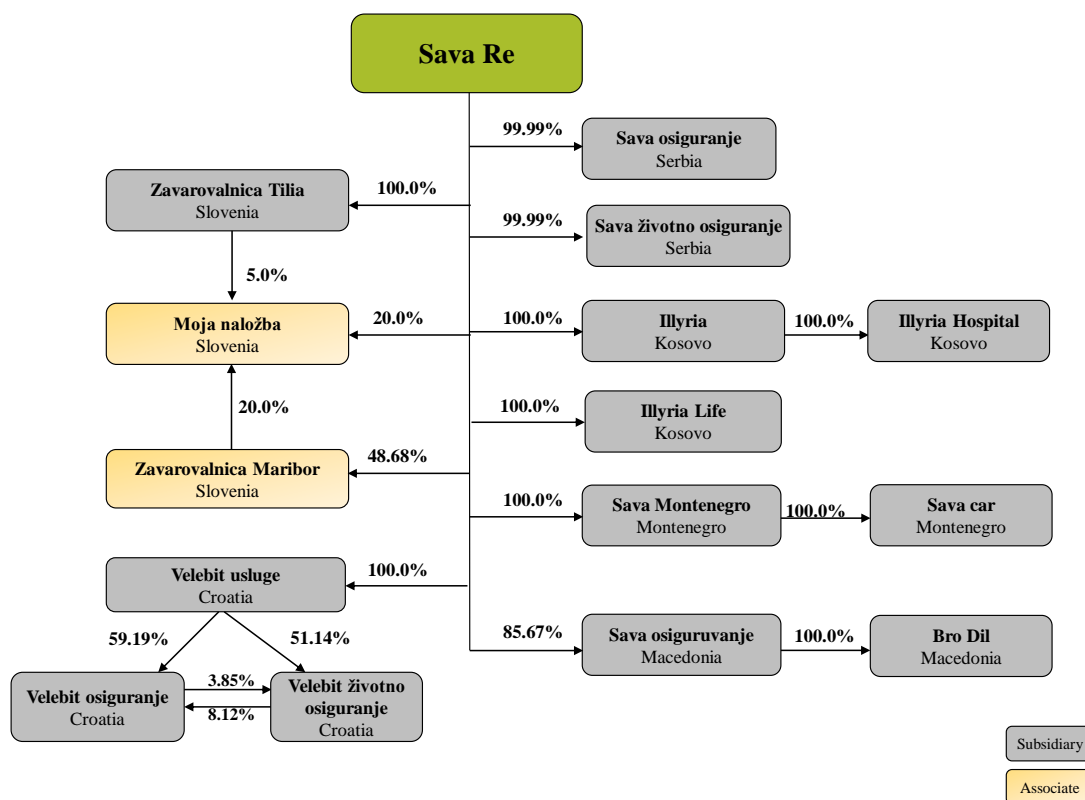 Sava Re
99.99%
Sava osiguranje
Serbia
Zavarovalnica Tilia
Slovenia
100.0%
99.99%
Sava životno osiguranje
Serbia
5.0%
Moja naložba
Slovenia
20.0%
100.0%
Illyria
Kosovo
100.0%
Illyria Hospital
Kosovo
20.0%
100.0%
Illyria Life
Kosovo
Zavarovalnica Maribor
Slovenia
48.68%
100.0%
Sava Montenegro
Montenegro
100.0%
Sava car
Montenegro
Velebit usluge
Croatia
100.0%
59.19%
51.14%
85.67%
Sava osiguruvanje
Macedonia
100.0%
Bro Dil
Macedonia
Velebit osiguranje
Croatia
3.85%
8.12%
Velebit životno
osiguranje
Croatia
Subsidiary
Associate